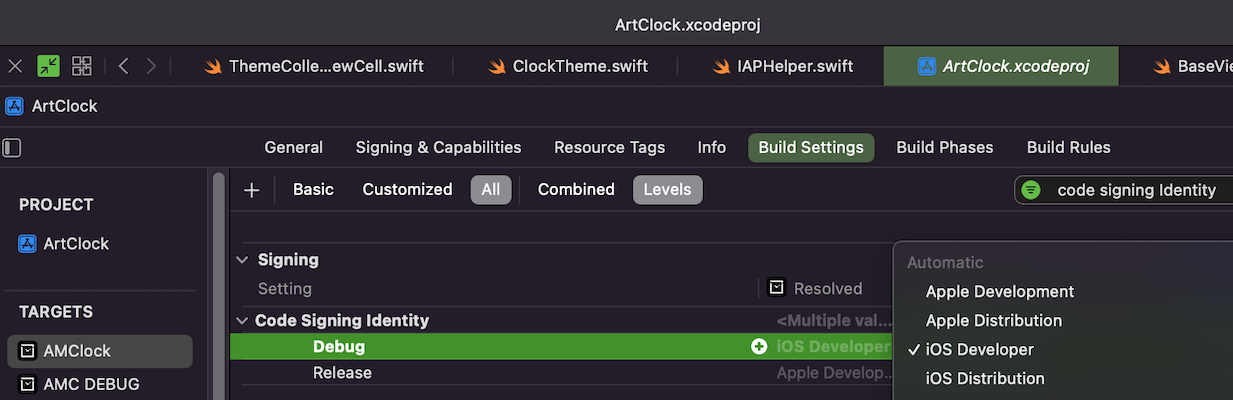 ArtClock.xcodeproj
ThemeColle...ewCell.swift ClockTheme.swift IAPHelper.swift ArtClock.xcodeproj BaseVie
ArtClock
General Signing & Capabilities Resource Tags Info Build Settings Build Phases Build Rules
Basic Customized All Combined Levels code signing Identity
PROJECT
ArtClock
TARGETS
AMClock
AMC DEBUG
Signing
Setting Resolved
Code Signing Identity <Multiple val...
Debug iOS Developer
Release Apple Develop..
Automatic
Apple Development
Apple Distribution
✓ iOS Developer
iOS Distribution